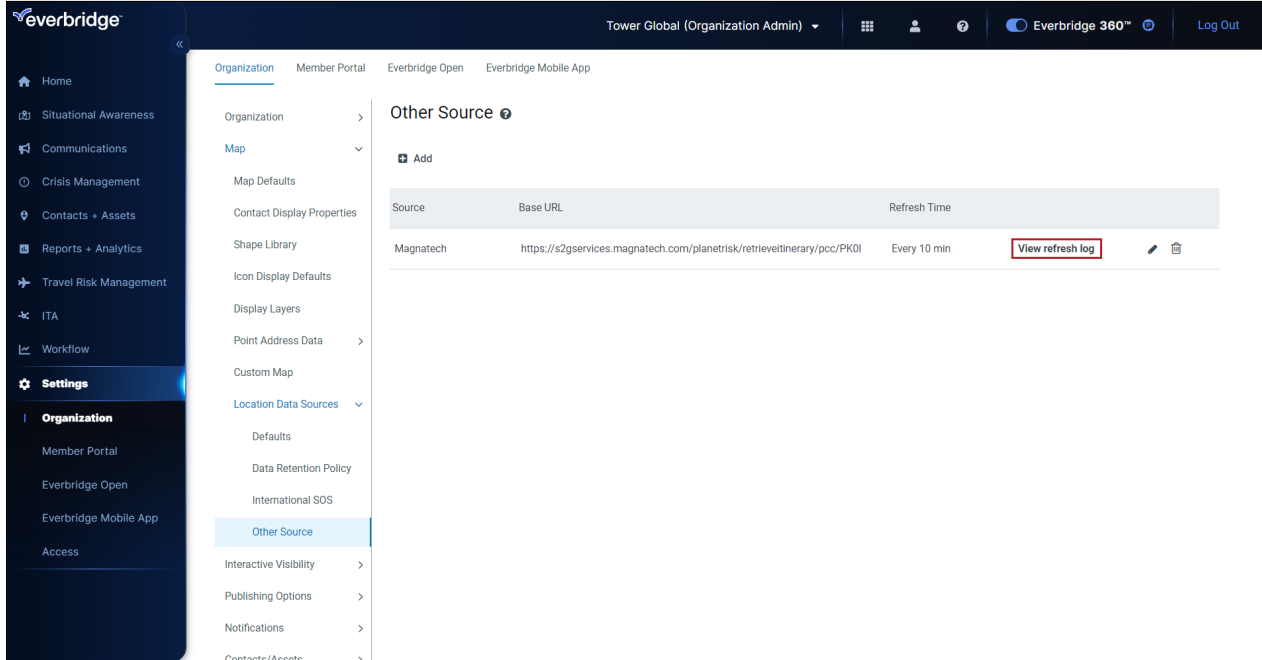 everbridge™
Tower Global (Organization Admin)
Everbridge 360™
Log Out
Home
Situational Awareness
Communications
Crisis Management
Contacts + Assets
Reports + Analytics
Travel Risk Management
ITA
Workflow
Settings
Organization
Member Portal
Everbridge Open
Everbridge Mobile App
Access
Organization Member Portal Everbridge Open Everbridge Mobile App
Organization
Map
Map Defaults
Contact Display Properties
Shape Library
Icon Display Defaults
Display Layers
Point Address Data
Custom Map
Location Data Sources
Defaults
Data Retention Policy
International SOS
Other Source
Interactive Visibility
Publishing Options
Notifications
Contacts/Assets
Other Source
Add
Source Base URL Refresh Time
Magnatech https://s2gservices.magnatech.com/planetrisk/retrieveitinerary/pcc/PK0I Every 10 min View refresh log